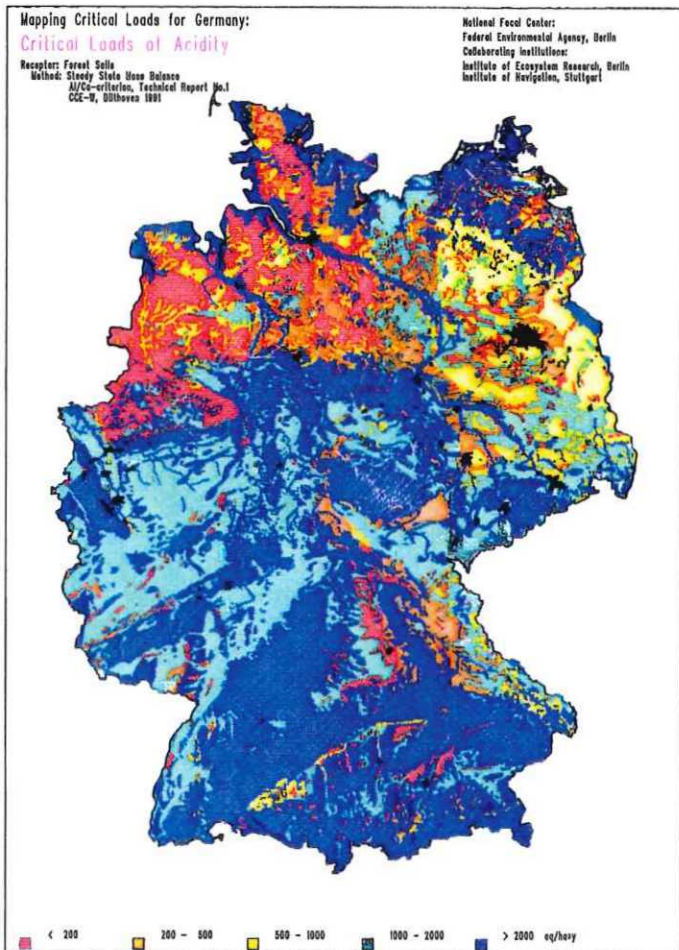 Mapping Critical Loads for Germany:
Critical Loads of Acidity
Receptor: Forest Soils
Method: Steady State Mass Balance
Al/Ca-criterion, Technical Report No.1
CCE-W, Bilthoven 1991
National Focal Center:
Federal Environmental Agency, Berlin
Collaborating Institutions:
Institute of Ecosystem Research, Berlin
Institute of Navigation, Stuttgart
< 200
200 - 500
500 - 1000
1000 - 2000
> 2000 eq/haxy